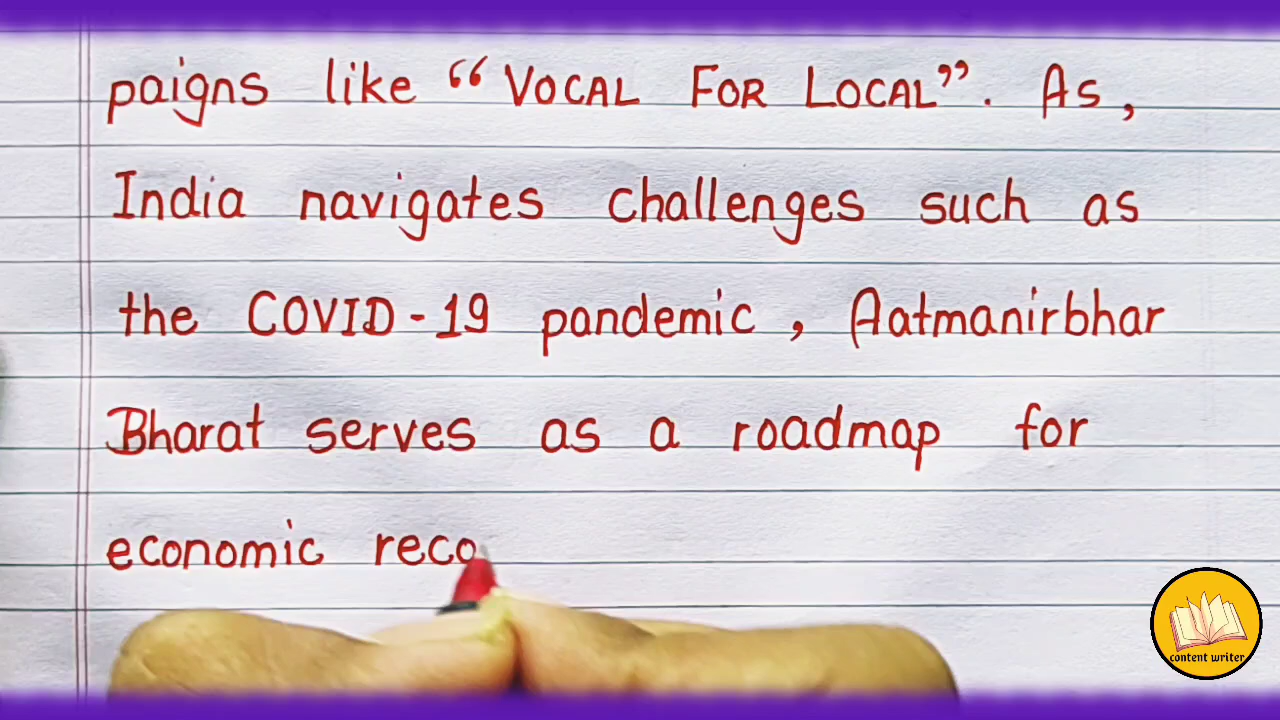 paigns like “VOCAL FOR LOCAL”. As,
India navigates challenges such as
the COVID-19 pandemic, Aatmanirbhar
Bharat serves as a roadmap for
economic reco
content writer